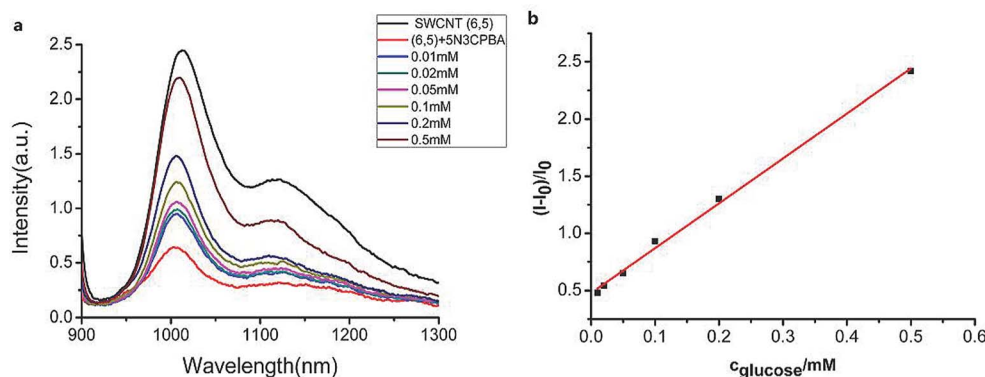 a
SWCNT (6,5)
(6,5)+5N3CPBA
0.01mM
0.02mM
0.05mM
0.1mM
0.2mM
0.5mM
Intensity(a.u.)
2.5
2.0
1.5
1.0
0.5
0.0
900 1000 1100 1200 1300
Wavelength(nm)
b
(I-I0)/I0
2.5
2.0
1.5
1.0
0.5
0.0 0.1 0.2 0.3 0.4 0.5 0.6
cglucose/mM